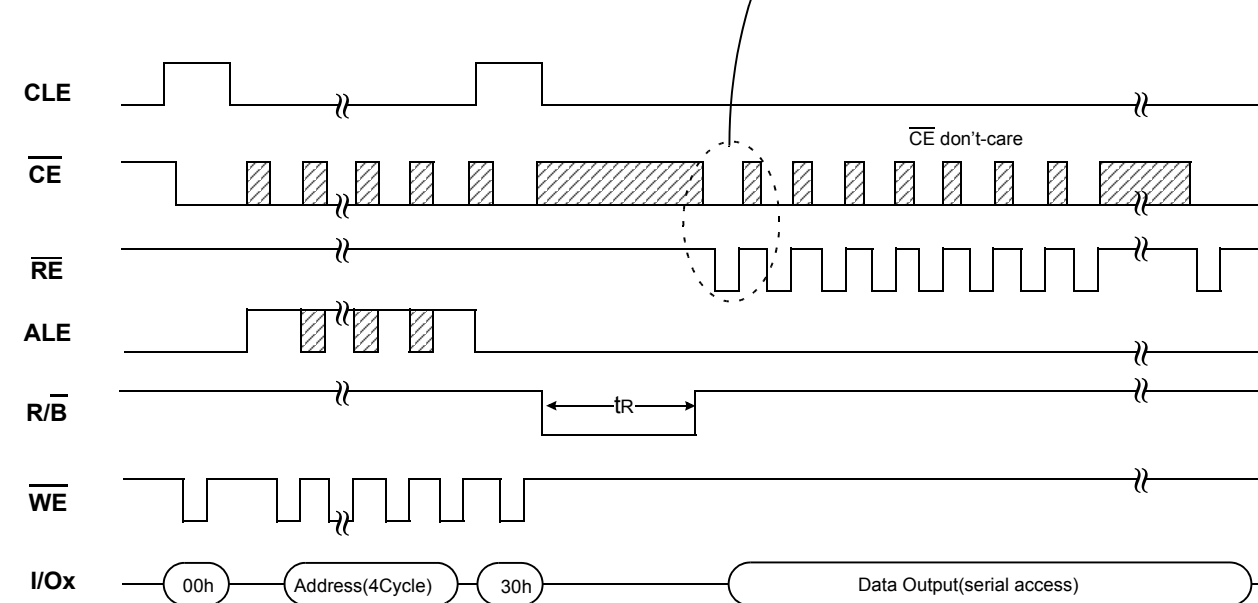 CLE
CE don't-care
CE
RE
ALE
R/B
tR
WE
I/Ox
00h
Address(4Cycle)
30h
Data Output(serial access)